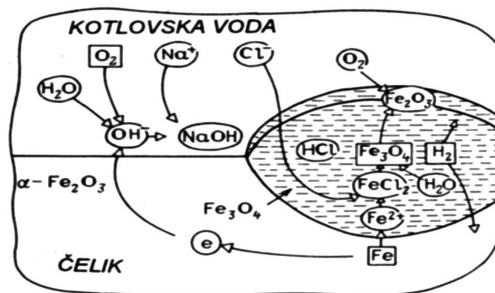 KOTLOVSKA VODA
O₂ Na⁺ Cl⁻ O₂
H₂O Fe₂O₃
OH⁻ NaOH HCl Fe₃O₄ H₂
α-Fe₂O₃ FeCl₂ H₂O
Fe₃O₄ Fe²⁺
e Fe
ČELIK